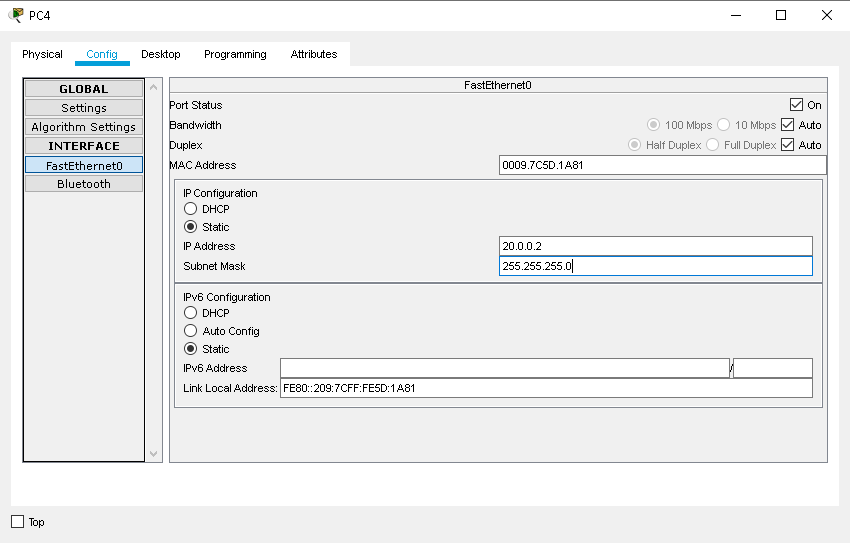 PC4
Physical Config Desktop Programming Attributes
GLOBAL
Settings
Algorithm Settings
INTERFACE
FastEthernet0
Bluetooth
FastEthernet0
Port Status On
Bandwidth 100 Mbps 10 Mbps Auto
Duplex Half Duplex Full Duplex Auto
MAC Address 0009.7C5D.1A81
IP Configuration
DHCP
Static
IP Address 20.0.0.2
Subnet Mask 255.255.255.0
IPv6 Configuration
DHCP
Auto Config
Static
IPv6 Address /
Link Local Address: FE80::209:7CFF:FE5D:1A81
Top